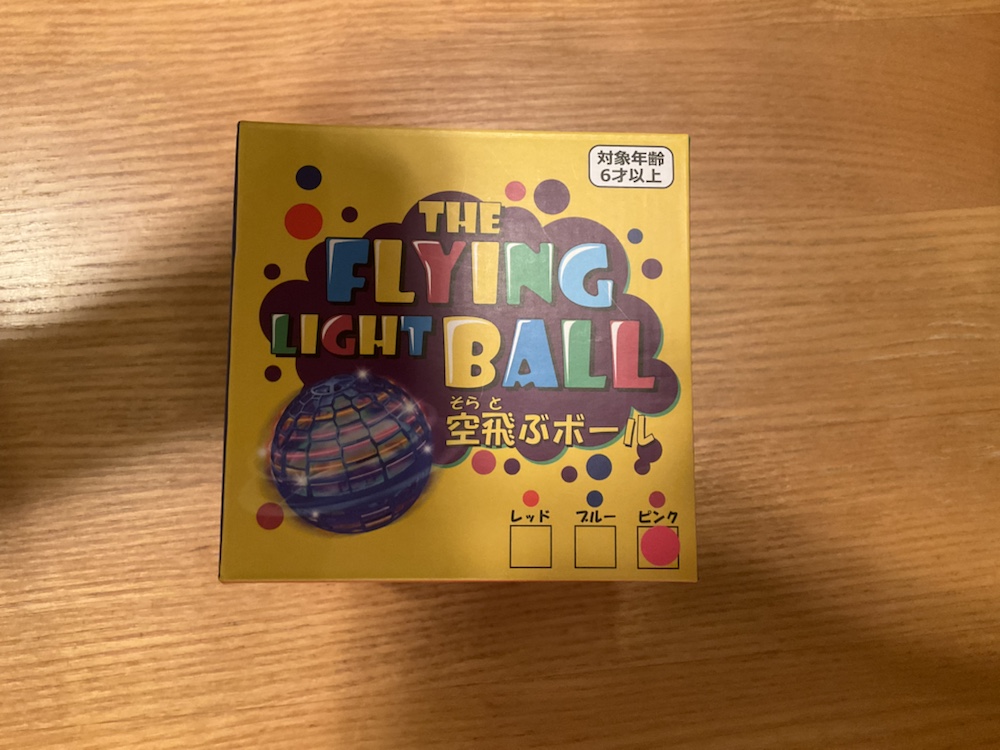 対象年齢
6才以上
THE
FLYING
LIGHT BALL
そらと
空飛ぶボール
レッド ブルー ピンク